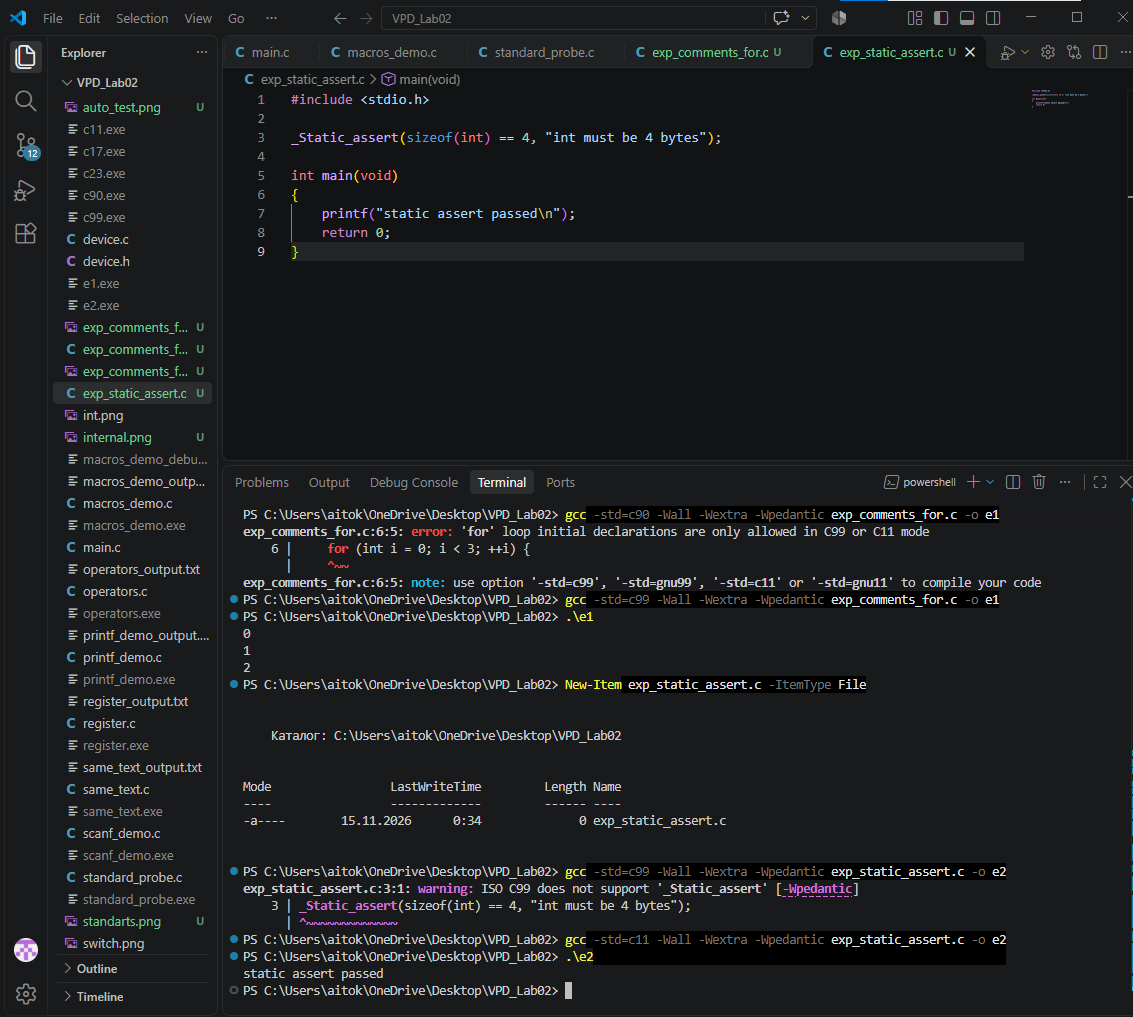 File Edit Selection View Go ··· VPD_Lab02
Explorer ···
VPD_Lab02
auto_test.png U
c11.exe
c17.exe
c23.exe
c90.exe
c99.exe
device.c
device.h
e1.exe
e2.exe
exp_comments_f... U
exp_comments_f... U
exp_comments_f... U
exp_static_assert.c U
int.png
internal.png U
macros_demo_debu...
macros_demo_outp...
macros_demo.c
macros_demo.exe
main.c
operators_output.txt
operators.c
operators.exe
printf_demo_output....
printf_demo.c
printf_demo.exe
register_output.txt
register.c
register.exe
same_text_output.txt
same_text.c
same_text.exe
scanf_demo.c
scanf_demo.exe
standard_probe.c
standard_probe.exe
standarts.png U
switch.png
Outline
Timeline
12
C main.c C macros_demo.c C standard_probe.c C exp_comments_for.c U C exp_static_assert.c U
C exp_static_assert.c > main(void)
1 #include <stdio.h>
2
3 _Static_assert(sizeof(int) == 4, "int must be 4 bytes");
4
5 int main(void)
6 {
7     printf("static assert passed\n");
8     return 0;
9 }
Problems Output Debug Console Terminal Ports powershell
PS C:\Users\aitok\OneDrive\Desktop\VPD_Lab02> gcc -std=c90 -Wall -Wextra -Wpedantic exp_comments_for.c -o e1
exp_comments_for.c:6:5: error: 'for' loop initial declarations are only allowed in C99 or C11 mode
6 |     for (int i = 0; i < 3; ++i) {
|     ^~~
exp_comments_for.c:6:5: note: use option '-std=c99', '-std=gnu99', '-std=c11' or '-std=gnu11' to compile your code
PS C:\Users\aitok\OneDrive\Desktop\VPD_Lab02> gcc -std=c99 -Wall -Wextra -Wpedantic exp_comments_for.c -o e1
PS C:\Users\aitok\OneDrive\Desktop\VPD_Lab02> .\e1
0
1
2
PS C:\Users\aitok\OneDrive\Desktop\VPD_Lab02> New-Item exp_static_assert.c -ItemType File
Каталог: C:\Users\aitok\OneDrive\Desktop\VPD_Lab02
Mode LastWriteTime Length Name
---- ------------- ------ ----
-a---- 15.11.2026 0:34 0 exp_static_assert.c
PS C:\Users\aitok\OneDrive\Desktop\VPD_Lab02> gcc -std=c99 -Wall -Wextra -Wpedantic exp_static_assert.c -o e2
exp_static_assert.c:3:1: warning: ISO C99 does not support '_Static_assert' [-Wpedantic]
3 | _Static_assert(sizeof(int) == 4, "int must be 4 bytes");
| ^~~~~~~~~~~~~~
PS C:\Users\aitok\OneDrive\Desktop\VPD_Lab02> gcc -std=c11 -Wall -Wextra -Wpedantic exp_static_assert.c -o e2
PS C:\Users\aitok\OneDrive\Desktop\VPD_Lab02> .\e2
static assert passed
PS C:\Users\aitok\OneDrive\Desktop\VPD_Lab02>